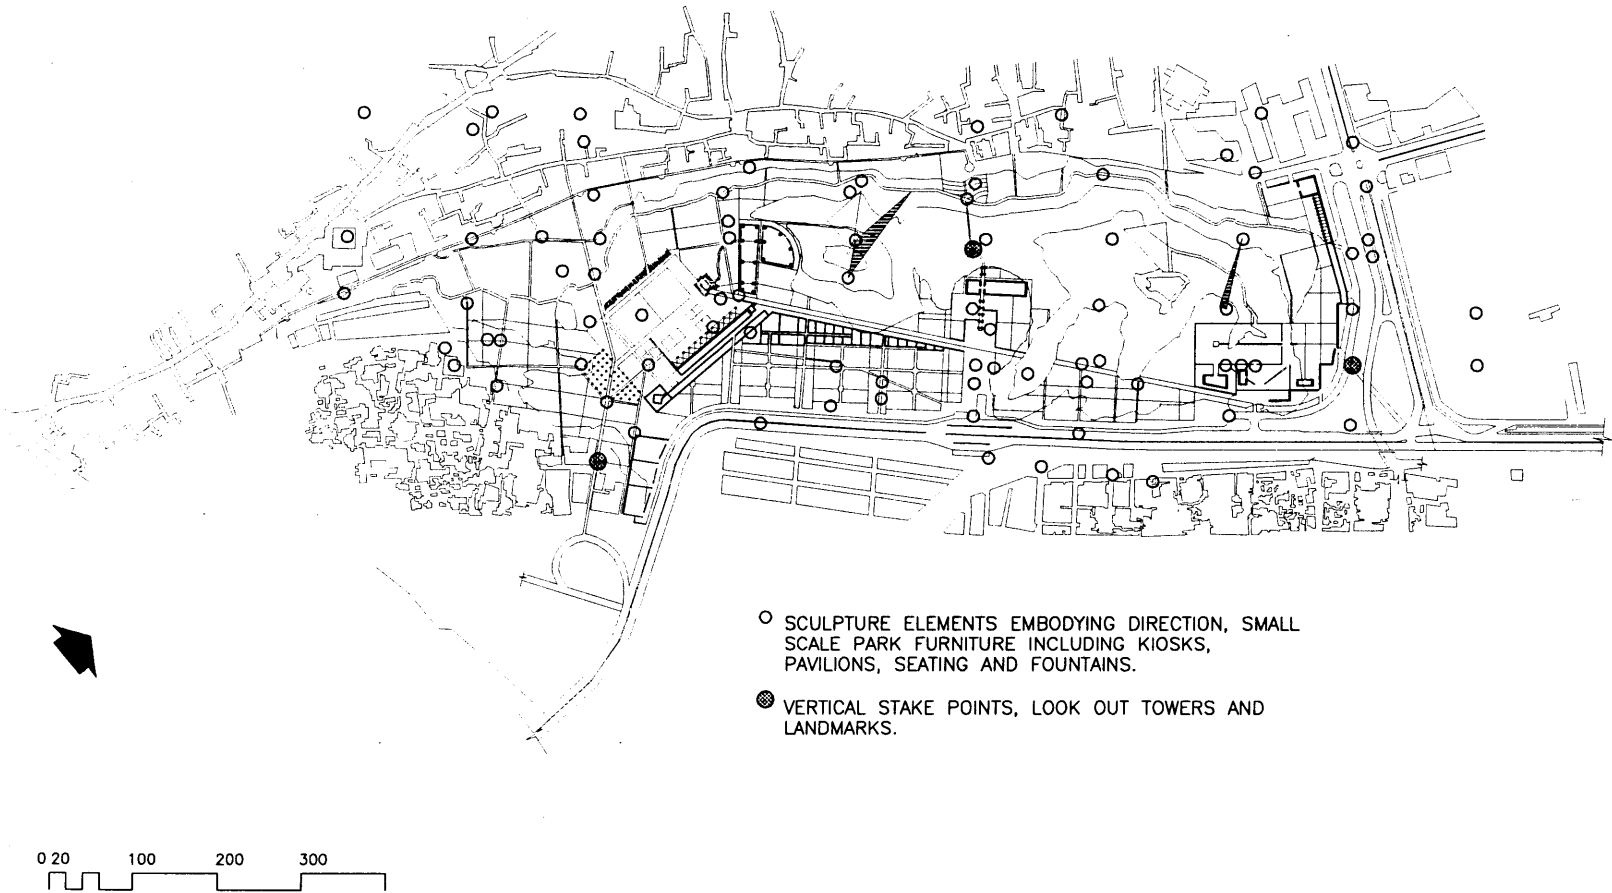 SCULPTURE ELEMENTS EMBODYING DIRECTION, SMALL
SCALE PARK FURNITURE INCLUDING KIOSKS,
PAVILIONS, SEATING AND FOUNTAINS.
VERTICAL STAKE POINTS, LOOK OUT TOWERS AND
LANDMARKS.
0 20 100 200 300